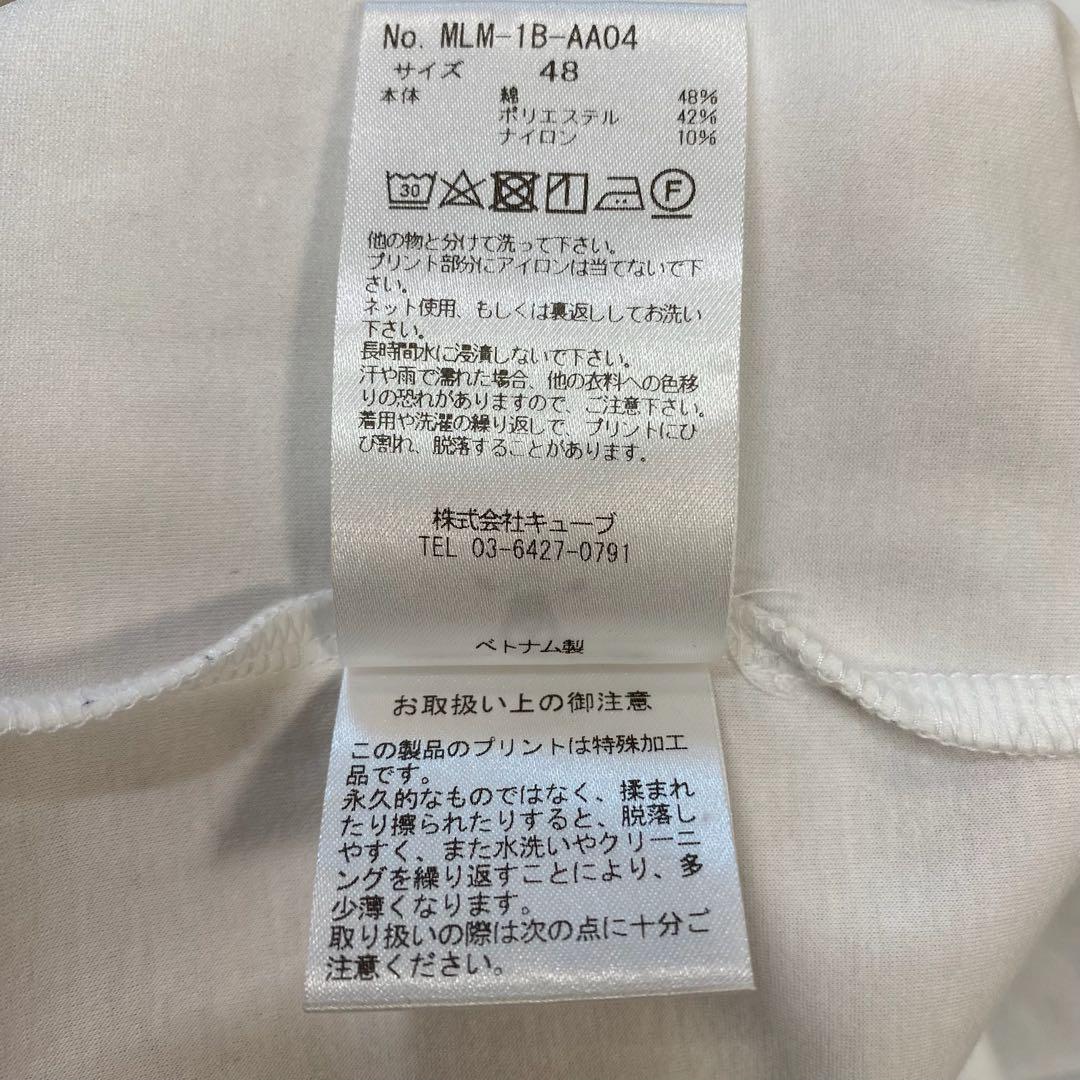 No. MLM-1B-AA04
サイズ 48
本体 綿 48%
ポリエステル 42%
ナイロン 10%
30 F
他の物と分けて洗って下さい。
プリント部分にアイロンは当てないで下
さい。
ネット使用、もしくは裏返ししてお洗い
下さい。
長時間水に浸漬しないで下さい。
汗や雨で濡れた場合、他の衣料への色移
りの恐れがありますので、ご注意下さい。
着用や洗濯の繰り返しで、プリントにひ
び割れ、脱落することがあります。
株式会社キューブ
TEL 03-6427-0791
ベトナム製
お取扱い上の御注意
この製品のプリントは特殊加工
品です。
永久的なものではなく、揉まれ
たり擦られたりすると、脱落し
やすく、また水洗いやクリーニ
ングを繰り返すことにより、多
少薄くなります。
取り扱いの際は次の点に十分ご
注意ください。